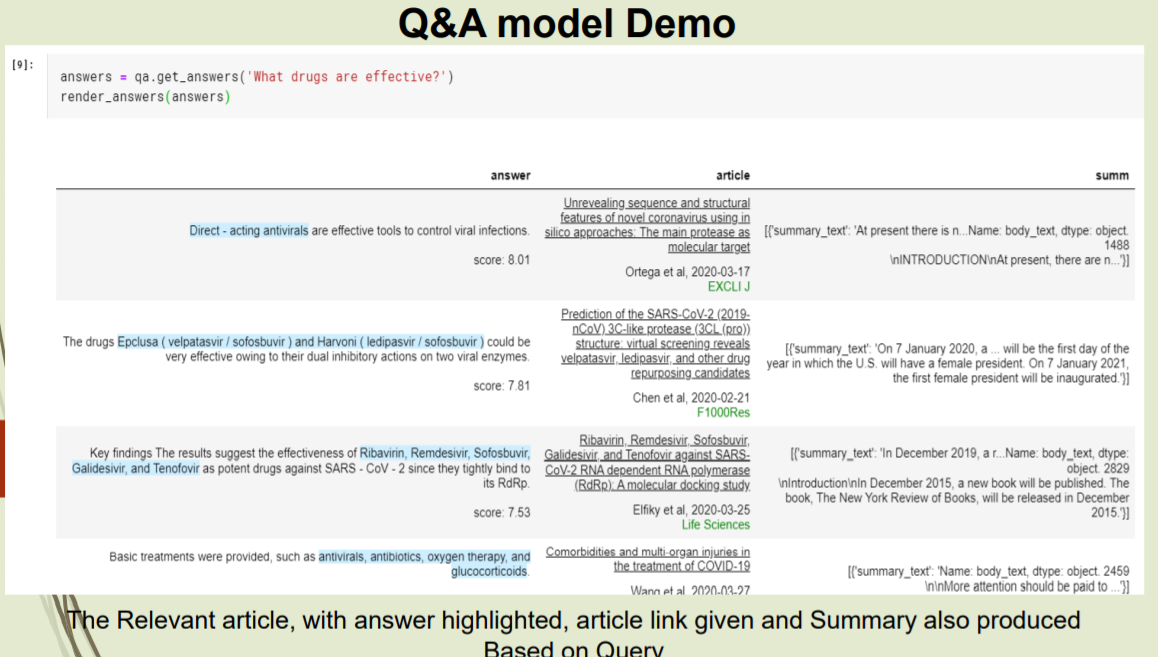 Q&A model Demo
[9]:
answers = qa.get_answers('What drugs are effective?')
render_answers(answers)
answer
article
summ
Direct - acting antivirals are effective tools to control viral infections.
score: 8.01
Unrevealing sequence and structural
features of novel coronavirus using in
silico approaches: The main protease as
molecular target
Ortega et al, 2020-03-17
EXCLI J
[{'summary_text': 'At present there is n...Name: body_text, dtype: object.
1488
\nINTRODUCTION\nAt present, there are n...'}]
The drugs Epclusa ( velpatasvir / sofosbuvir ) and Harvoni ( ledipasvir / sofosbuvir ) could be
very effective owing to their dual inhibitory actions on two viral enzymes.
score: 7.81
Prediction of the SARS-CoV-2 (2019-
nCoV) 3C-like protease (3CL (pro))
structure: virtual screening reveals
velpatasvir, ledipasvir, and other drug
repurposing candidates
Chen et al, 2020-02-21
F1000Res
[{'summary_text': 'On 7 January 2020, a ... will be the first day of the
year in which the U.S. will have a female president. On 7 January 2021,
the first female president will be inaugurated.'}]
Key findings The results suggest the effectiveness of Ribavirin, Remdesivir, Sofosbuvir,
Galidesivir, and Tenofovir as potent drugs against SARS - CoV - 2 since they tightly bind to
its RdRp.
score: 7.53
Ribavirin, Remdesivir, Sofosbuvir,
Galidesivir, and Tenofovir against SARS-
CoV-2 RNA dependent RNA polymerase
(RdRp): A molecular docking study
Elfiky et al, 2020-03-25
Life Sciences
[{'summary_text': 'In December 2019, a r...Name: body_text, dtype:
object. 2829
\nIntroduction\nIn December 2015, a new book will be published. The
book, The New York Review of Books, will be released in December
2015.'}]
Basic treatments were provided, such as antivirals, antibiotics, oxygen therapy, and
glucocorticoids.
Comorbidities and multi-organ injuries in
the treatment of COVID-19
Wang et al, 2020-03-27
[{'summary_text': 'Name: body_text, dtype: object. 2459
\n\nMore attention should be paid to ...'}]
The Relevant article, with answer highlighted, article link given and Summary also produced
Based on Query